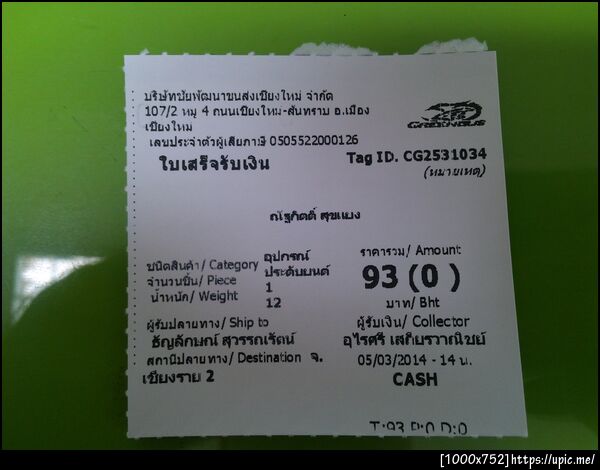 บริษัทชัยพัฒนาขนส่งเชียงใหม่ จำกัด
107/2 หมู่ 4 ถนนเชียงใหม่-สันทราย อ.เมือง
เชียงใหม่
เลขประจำตัวผู้เสียภาษี 0505522000126
GREENBUS
ใบเสร็จรับเงิน
Tag ID. CG2531034
(หมายเหตุ)
ณัฐกิตติ์ สุขแบง
ชนิดสินค้า/ Category อุปกรณ์
ประดับยนต์
จำนวนชิ้น/ Piece 1
น้ำหนัก/ Weight 12
ราคารวม/ Amount
93 (0 )
บาท/ Bht
ผู้รับปลายทาง/ Ship to
ธัญลักษณ์ สุวรรณรัตน์
สถานีปลายทาง/ Destination จ.
เชียงราย 2
ผู้รับเงิน/ Collector
อุไรศรี เสถียรวาณิชย์
05/03/2014 - 14 น.
CASH
T:93 P:0 D:0
[1000x752]https://upic.me/